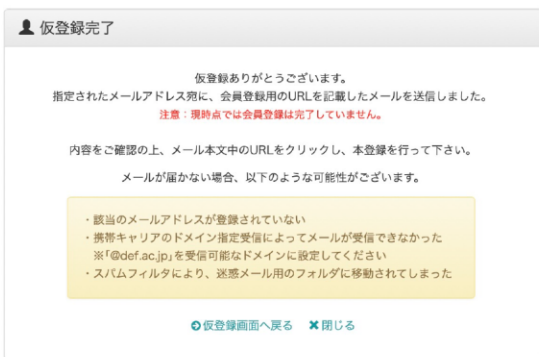 仮登録完了
仮登録ありがとうございます。
指定されたメールアドレス宛に、会員登録用のURLを記載したメールを送信しました。
注意：現時点では会員登録は完了していません。
内容をご確認の上、メール本文中のURLをクリックし、本登録を行って下さい。
メールが届かない場合、以下のような可能性がございます。
・該当のメールアドレスが登録されていない
・携帯キャリアのドメイン指定受信によってメールが受信できなかった
※「@def.ac.jp」を受信可能なドメインに設定してください
・スパムフィルタにより、迷惑メール用のフォルダに移動されてしまった
仮登録画面へ戻る ✖閉じる